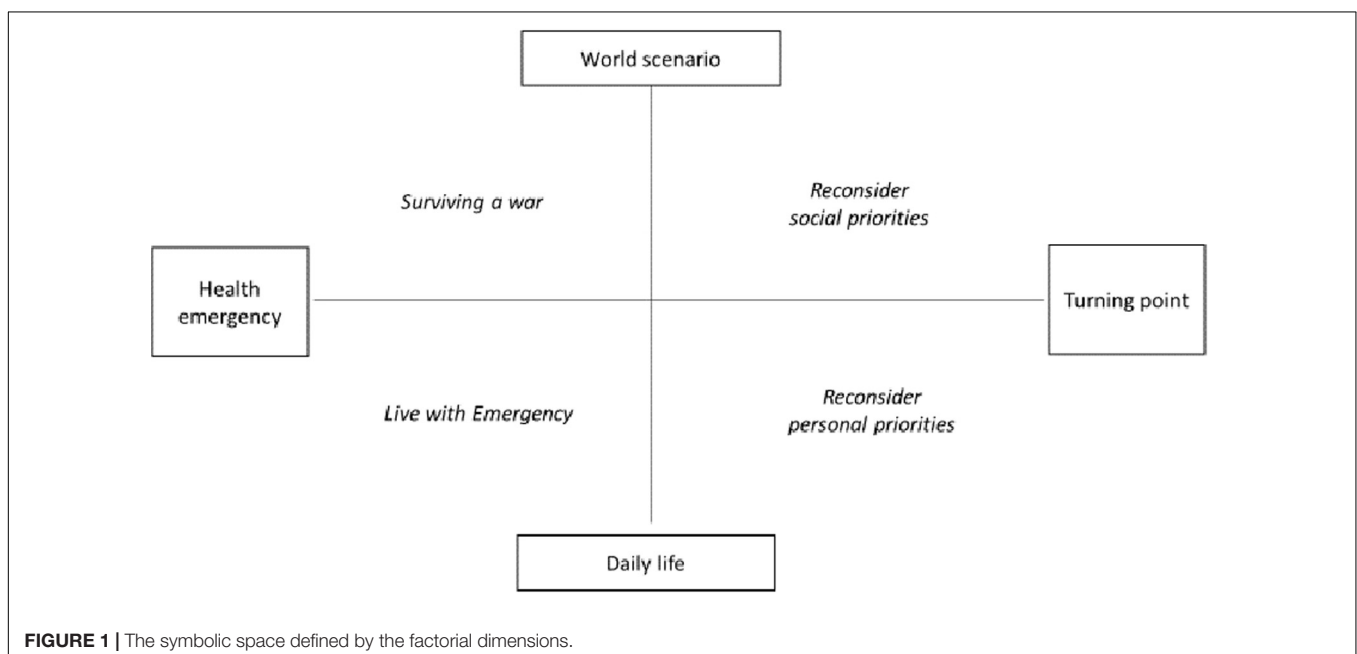 World scenario
Surviving a war
Reconsider
social priorities
Health
emergency
Turning point
Live with Emergency
Reconsider
personal priorities
Daily life
FIGURE 1 | The symbolic space defined by the factorial dimensions.